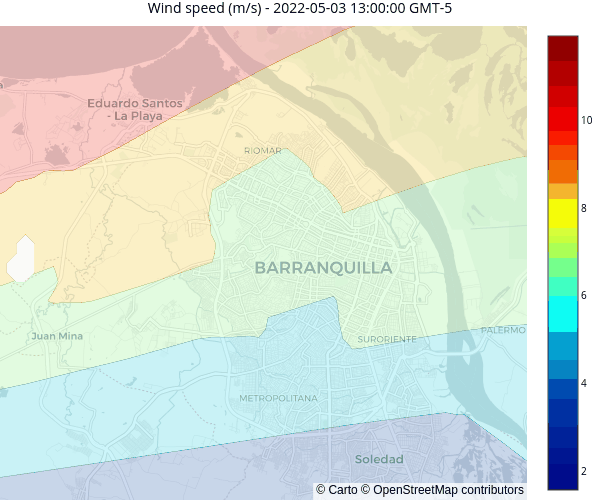 Wind speed (m/s) - 2022-05-03 13:00:00 GMT-5
Eduardo Santos
- La Playa
10
RIOMAR
8
BARRANQUILLA
6
Juan Mina
SURORIENTE
PALERMO
4
METROPOLITANA
Soledad
2
© Carto © OpenStreetMap contributors